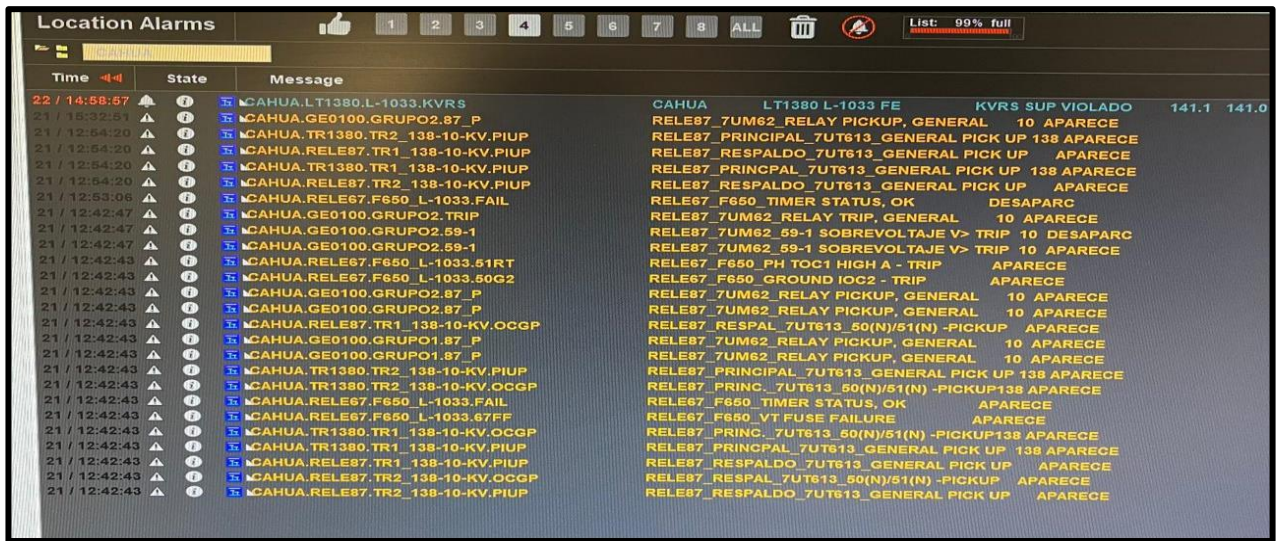 Location Alarms 1 2 3 4 5 6 7 8 ALL List: 99% full
CAHUA
Time State Message
22 / 14:58:57 CAHUA.LT1380.L-1033.KVRS CAHUA LT1380 L-1033 FE KVRS SUP VIOLADO 141.1 141.0
21 / 15:32:51 CAHUA.GE0100.GRUPO2.87_P RELE87_7UM62_RELAY PICKUP, GENERAL 10 APARECE
21 / 12:54:20 CAHUA.TR1380.TR2_138-10-KV.PIUP RELE87_PRINCIPAL_7UT613_GENERAL PICK UP 138 APARECE
21 / 12:54:20 CAHUA.RELE87.TR1_138-10-KV.PIUP RELE87_RESPALDO_7UT613_GENERAL PICK UP APARECE
21 / 12:54:20 CAHUA.TR1380.TR1_138-10-KV.PIUP RELE87_PRINCPAL_7UT613_GENERAL PICK UP 138 APARECE
21 / 12:54:20 CAHUA.RELE87.TR2_138-10-KV.PIUP RELE87_RESPALDO_7UT613_GENERAL PICK UP APARECE
21 / 12:53:06 CAHUA.RELE67.F650_L-1033.FAIL RELE67_F650_TIMER STATUS, OK DESAPARC
21 / 12:42:47 CAHUA.GE0100.GRUPO2.TRIP RELE87_7UM62_RELAY TRIP, GENERAL 10 APARECE
21 / 12:42:47 CAHUA.GE0100.GRUPO2.59-1 RELE87_7UM62_59-1 SOBREVOLTAJE V> TRIP 10 DESAPARC
21 / 12:42:47 CAHUA.GE0100.GRUPO2.59-1 RELE87_7UM62_59-1 SOBREVOLTAJE V> TRIP 10 APARECE
21 / 12:42:43 CAHUA.RELE67.F650_L-1033.51RT RELE67_F650_PH TOC1 HIGH A - TRIP APARECE
21 / 12:42:43 CAHUA.RELE67.F650_L-1033.50G2 RELE67_F650_GROUND IOC2 - TRIP APARECE
21 / 12:42:43 CAHUA.GE0100.GRUPO2.87_P RELE87_7UM62_RELAY PICKUP, GENERAL 10 APARECE
21 / 12:42:43 CAHUA.GE0100.GRUPO2.87_P RELE87_7UM62_RELAY PICKUP, GENERAL 10 APARECE
21 / 12:42:43 CAHUA.RELE87.TR1_138-10-KV.OCGP RELE87_RESPAL_7UT613_50(N)/51(N) -PICKUP APARECE
21 / 12:42:43 CAHUA.GE0100.GRUPO1.87_P RELE87_7UM62_RELAY PICKUP, GENERAL 10 APARECE
21 / 12:42:43 CAHUA.GE0100.GRUPO1.87_P RELE87_7UM62_RELAY PICKUP, GENERAL 10 APARECE
21 / 12:42:43 CAHUA.TR1380.TR2_138-10-KV.PIUP RELE87_PRINCIPAL_7UT613_GENERAL PICK UP 138 APARECE
21 / 12:42:43 CAHUA.TR1380.TR2_138-10-KV.OCGP RELE87_PRINC._7UT613_50(N)/51(N) -PICKUP138 APARECE
21 / 12:42:43 CAHUA.RELE67.F650_L-1033.FAIL RELE67_F650_TIMER STATUS, OK APARECE
21 / 12:42:43 CAHUA.RELE67.F650_L-1033.67FF RELE67_F650_VT FUSE FAILURE APARECE
21 / 12:42:43 CAHUA.TR1380.TR1_138-10-KV.OCGP RELE87_PRINC._7UT613_50(N)/51(N) -PICKUP138 APARECE
21 / 12:42:43 CAHUA.TR1380.TR1_138-10-KV.PIUP RELE87_PRINCPAL_7UT613_GENERAL PICK UP 138 APARECE
21 / 12:42:43 CAHUA.RELE87.TR1_138-10-KV.PIUP RELE87_RESPALDO_7UT613_GENERAL PICK UP APARECE
21 / 12:42:43 CAHUA.RELE87.TR2_138-10-KV.OCGP RELE87_RESPAL_7UT613_50(N)/51(N) -PICKUP APARECE
21 / 12:42:43 CAHUA.RELE87.TR2_138-10-KV.PIUP RELE87_RESPALDO_7UT613_GENERAL PICK UP APARECE